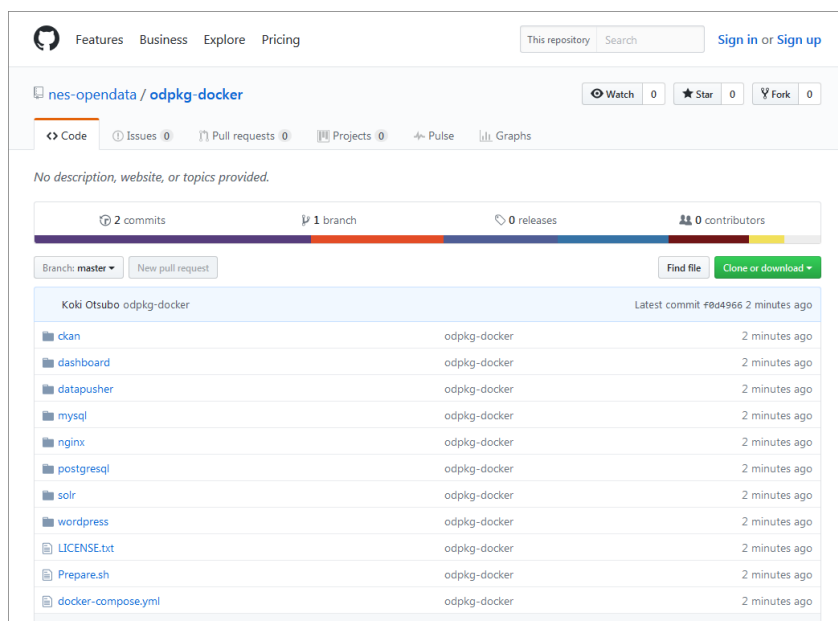 Features Business Explore Pricing This repository Search Sign in or Sign up
nes-opendata / odpkg-docker Watch 0 Star 0 Fork 0
Code Issues 0 Pull requests 0 Projects 0 Pulse Graphs
No description, website, or topics provided.
2 commits 1 branch 0 releases 0 contributors
Branch: master New pull request Find file Clone or download
Koki Otsubo odpkg-docker Latest commit f0d4966 2 minutes ago
ckan odpkg-docker 2 minutes ago
dashboard odpkg-docker 2 minutes ago
datapusher odpkg-docker 2 minutes ago
mysql odpkg-docker 2 minutes ago
nginx odpkg-docker 2 minutes ago
postgresql odpkg-docker 2 minutes ago
solr odpkg-docker 2 minutes ago
wordpress odpkg-docker 2 minutes ago
LICENSE.txt odpkg-docker 2 minutes ago
Prepare.sh odpkg-docker 2 minutes ago
docker-compose.yml odpkg-docker 2 minutes ago